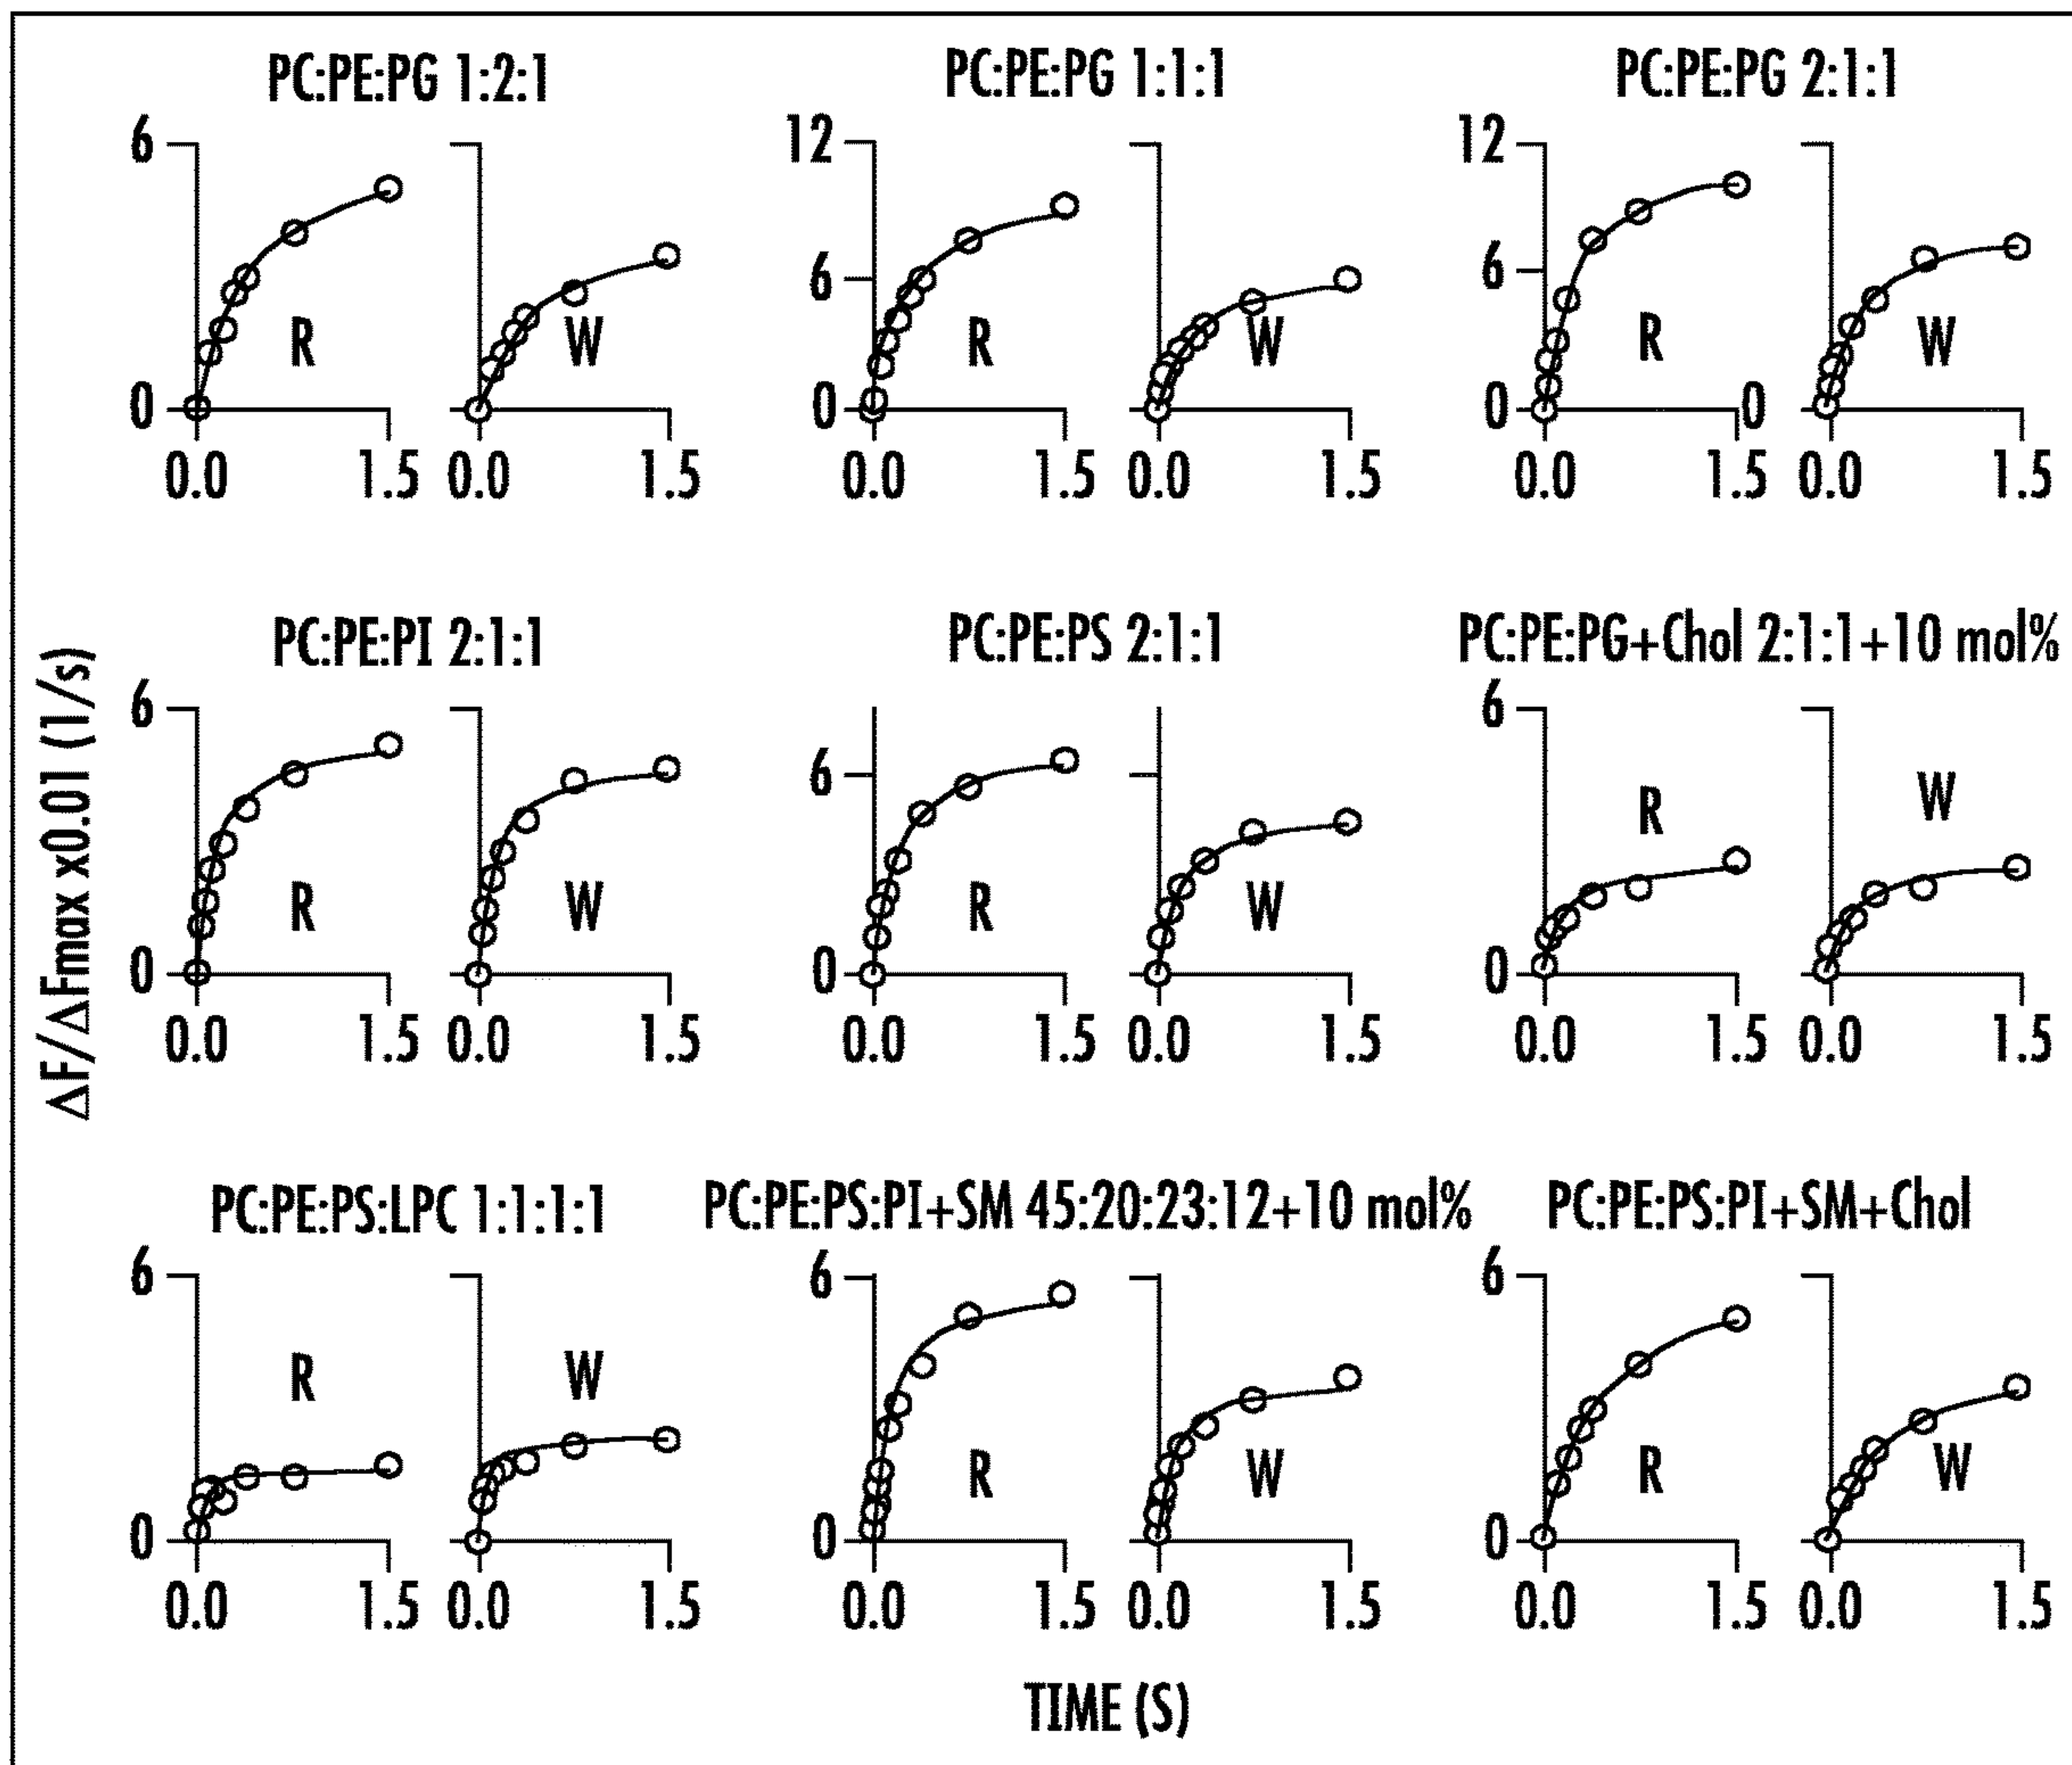 PC:PE:PG 1:2:1
PC:PE:PG 1:1:1
PC:PE:PG 2:1:1
6
12
12
6
6
R
W
R
W
R
W
0
0
0
0
0.0 1.5 0.0 1.5
0.0 1.5 0.0 1.5
0.0 1.5 0.0 1.5
ΔF/ΔFmax x0.01 (1/s)
PC:PE:PI 2:1:1
PC:PE:PS 2:1:1
PC:PE:PG+Chol 2:1:1+10 mol%
6
6
6
R
W
R
W
R
W
0
0
0
0.0 1.5 0.0 1.5
0.0 1.5 0.0 1.5
0.0 1.5 0.0 1.5
PC:PE:PS:LPC 1:1:1:1
PC:PE:PS:PI+SM 45:20:23:12+10 mol%
PC:PE:PS:PI+SM+Chol
6
6
6
R
W
R
W
R
W
0
0
0
0.0 1.5 0.0 1.5
0.0 1.5 0.0 1.5
0.0 1.5 0.0 1.5
TIME (S)